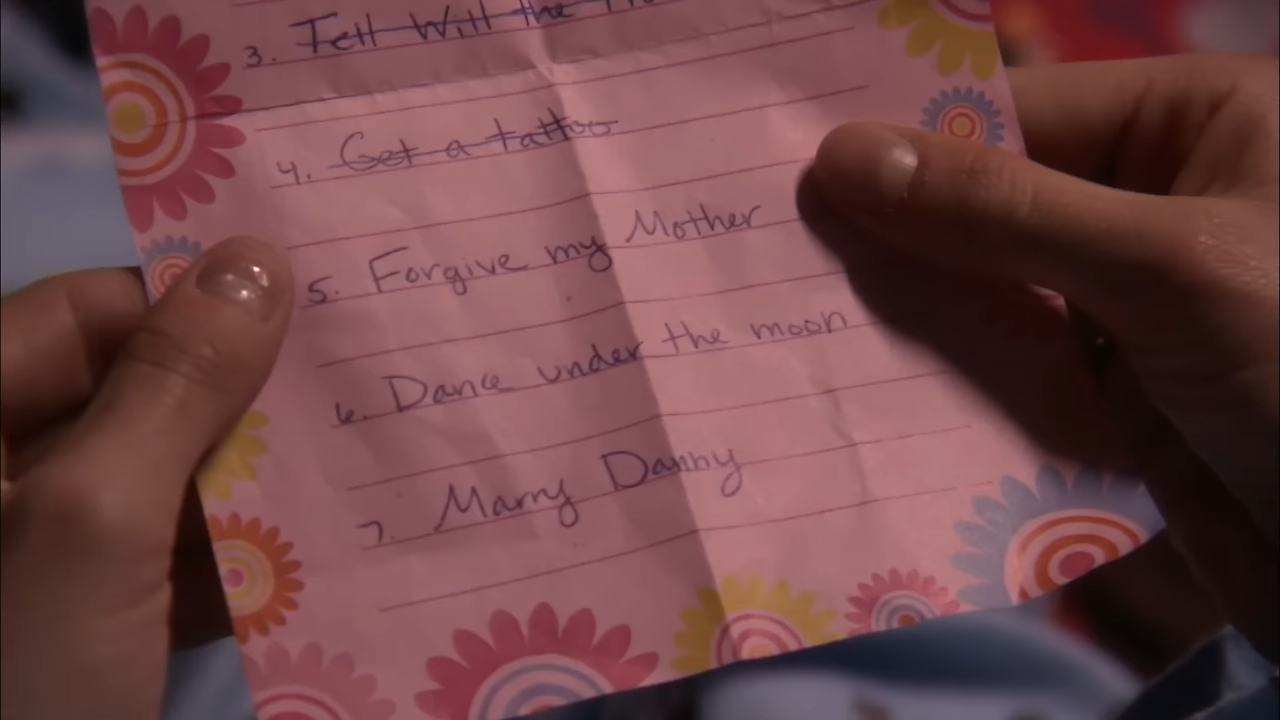 3. Tell Will the
4. Get a tattoo
5. Forgive my Mother
6. Dance under the moon
7. Marry Danny